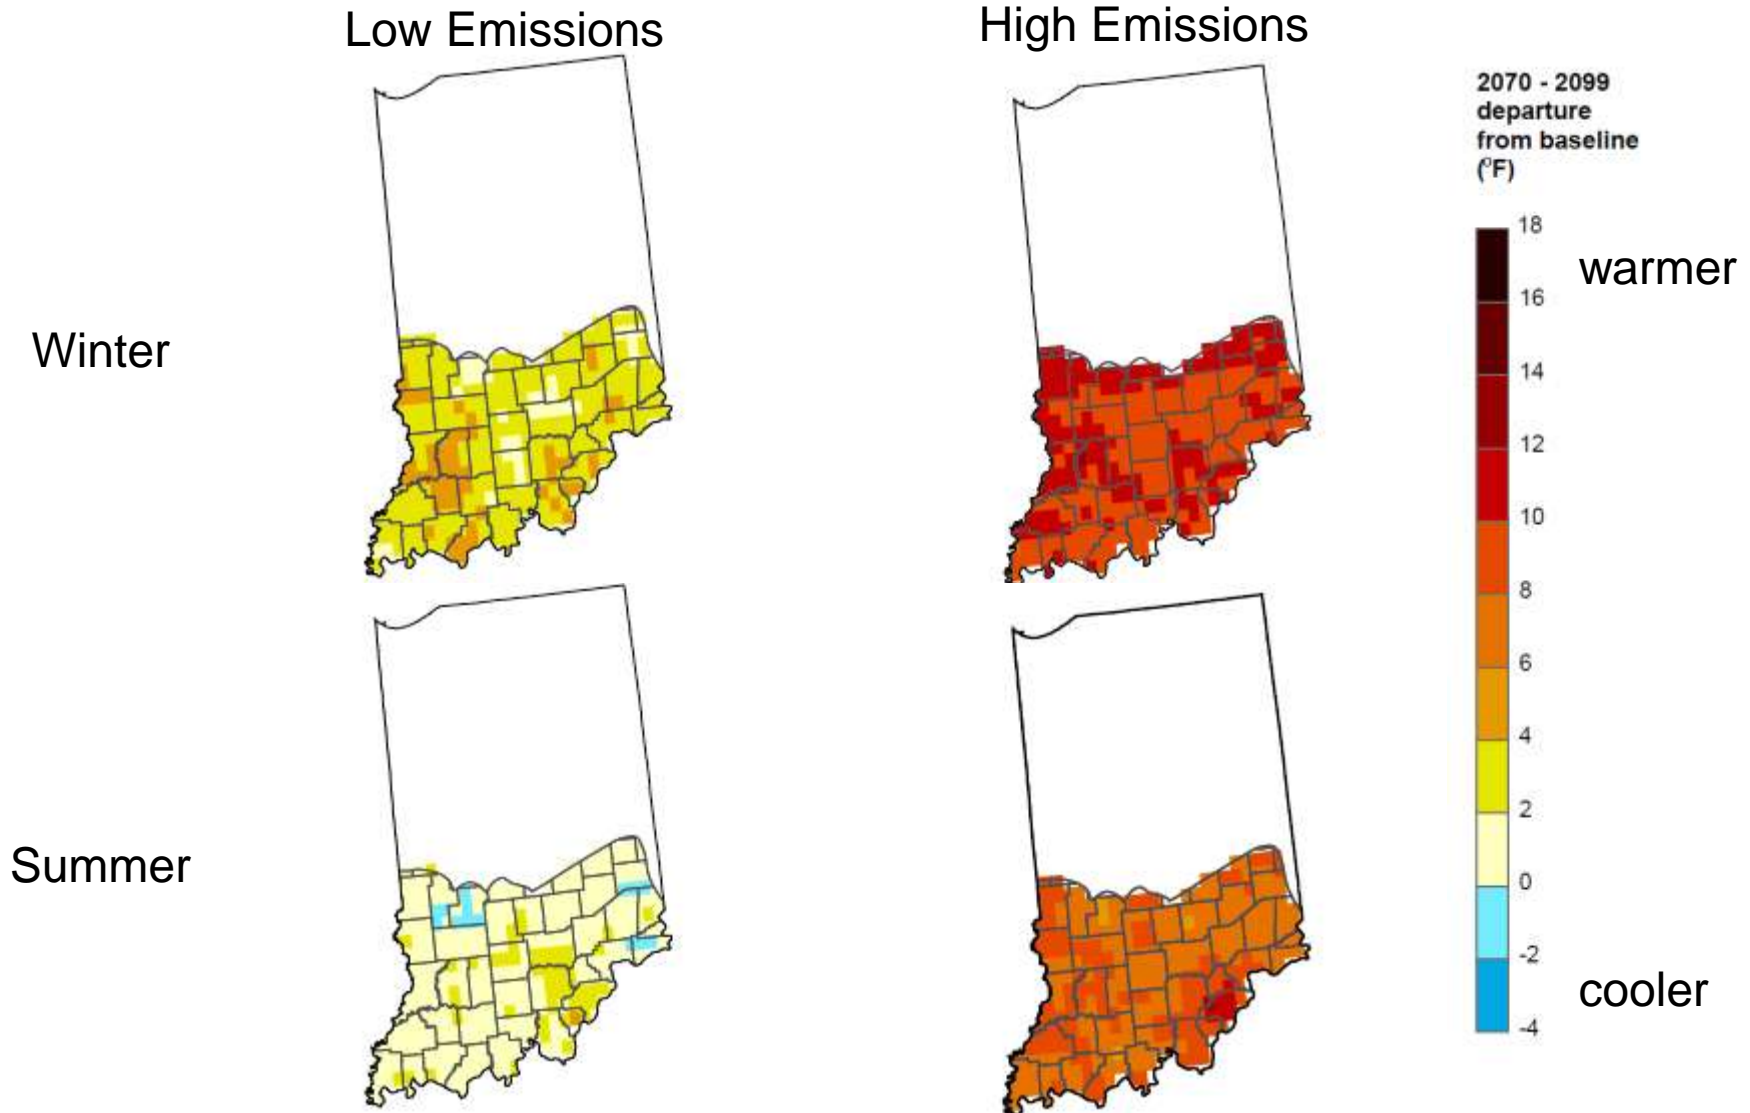 Low Emissions
High Emissions
2070 - 2099
departure
from baseline
(°F)
18
warmer
16
Winter
14
12
10
8
6
4
2
Summer
0
-2
cooler
-4